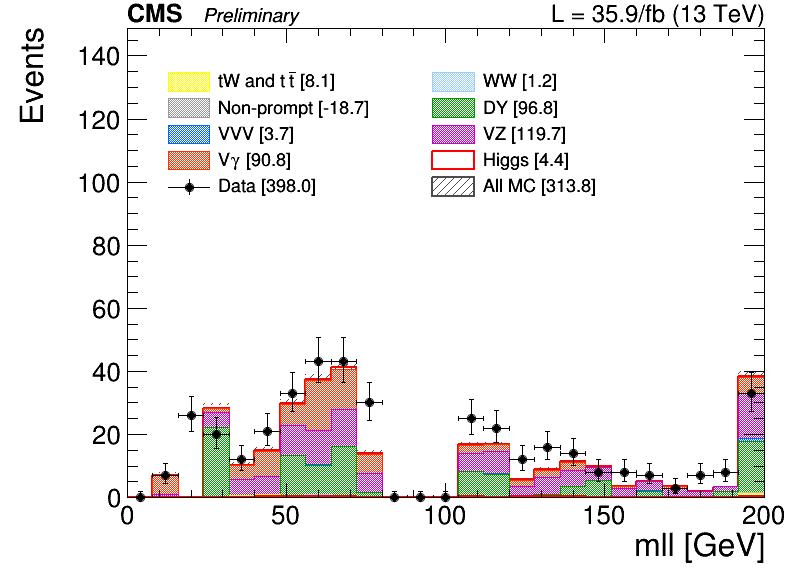 CMS Preliminary L = 35.9/fb (13 TeV)
Events
140
120
100
80
60
40
20
0
tW and t t̅ [8.1]
Non-prompt [-18.7]
VVV [3.7]
Vγ [90.8]
Data [398.0]
WW [1.2]
DY [96.8]
VZ [119.7]
Higgs [4.4]
All MC [313.8]
0 50 100 150 200
mll [GeV]